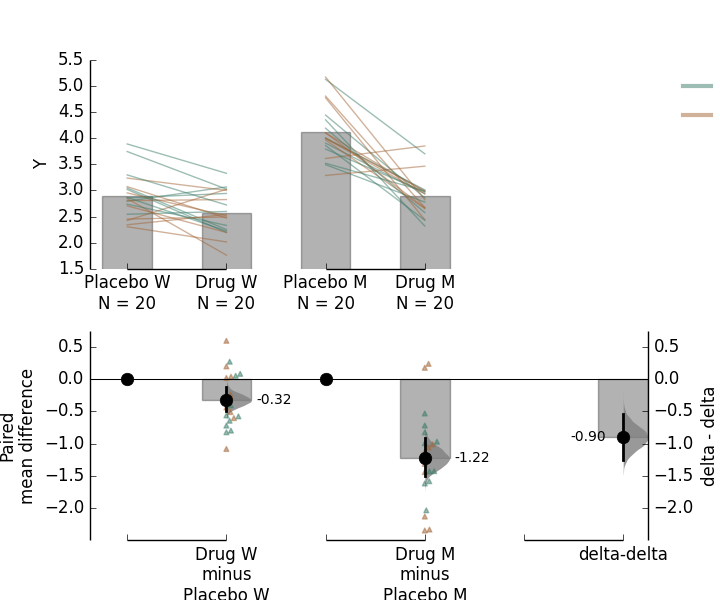 5.5
5.0
4.5
4.0
3.5
3.0
2.5
2.0
1.5
Y
Placebo W
N = 20
Drug W
N = 20
Placebo M
N = 20
Drug M
N = 20
0.5
0.0
−0.5
−1.0
−1.5
−2.0
Paired
mean difference
-0.32
-1.22
-0.90
0.5
0.0
−0.5
−1.0
−1.5
−2.0
delta - delta
Drug W
minus
Placebo W
Drug M
minus
Placebo M
delta-delta